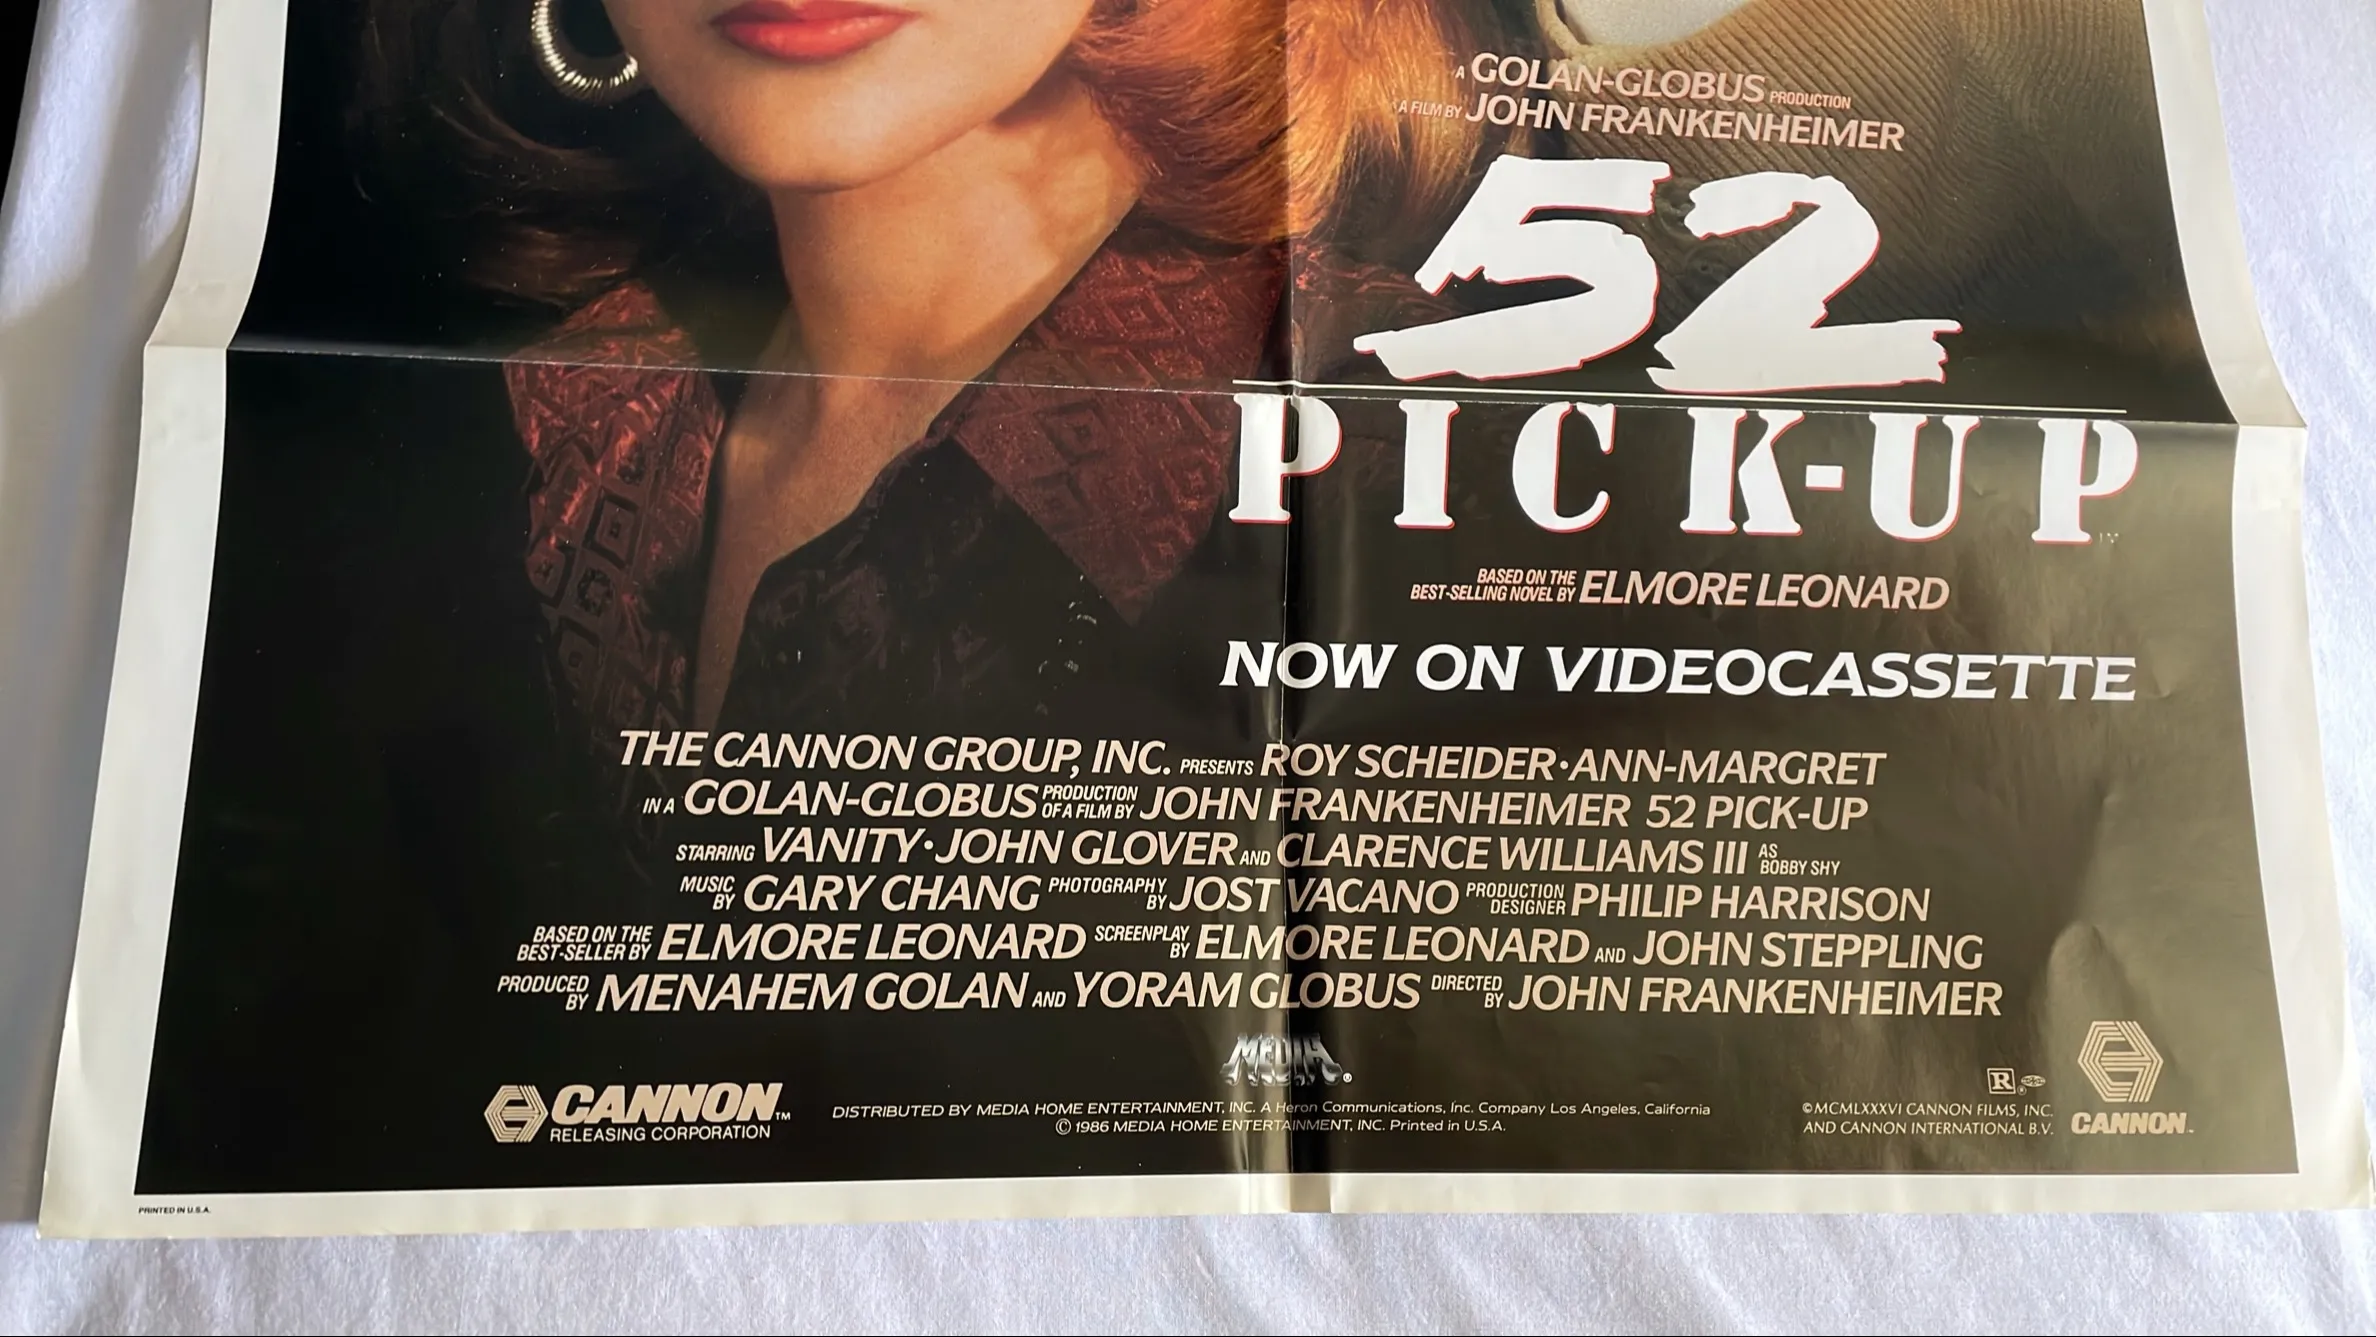 A GOLAN-GLOBUS PRODUCTION
A FILM BY JOHN FRANKENHEIMER
52
PICK-UP
BASED ON THE BEST-SELLING NOVEL BY ELMORE LEONARD
NOW ON VIDEOCASSETTE
THE CANNON GROUP, INC. PRESENTS ROY SCHEIDER·ANN-MARGRET
IN A GOLAN-GLOBUS PRODUCTION OF A FILM BY JOHN FRANKENHEIMER 52 PICK-UP
STARRING VANITY·JOHN GLOVER AND CLARENCE WILLIAMS III AS BOBBY SHY
MUSIC BY GARY CHANG PHOTOGRAPHY BY JOST VACANO PRODUCTION DESIGNER PHILIP HARRISON
BASED ON THE BEST-SELLER BY ELMORE LEONARD SCREENPLAY BY ELMORE LEONARD AND JOHN STEPPLING
PRODUCED BY MENAHEM GOLAN AND YORAM GLOBUS DIRECTED BY JOHN FRANKENHEIMER
MEDIA®
CANNON™
RELEASING CORPORATION
DISTRIBUTED BY MEDIA HOME ENTERTAINMENT, INC. A Heron Communications, Inc. Company Los Angeles, California
© 1986 MEDIA HOME ENTERTAINMENT, INC. Printed in U.S.A.
R
©MCMLXXXVI CANNON FILMS, INC.
AND CANNON INTERNATIONAL B.V.
CANNON™
PRINTED IN U.S.A.